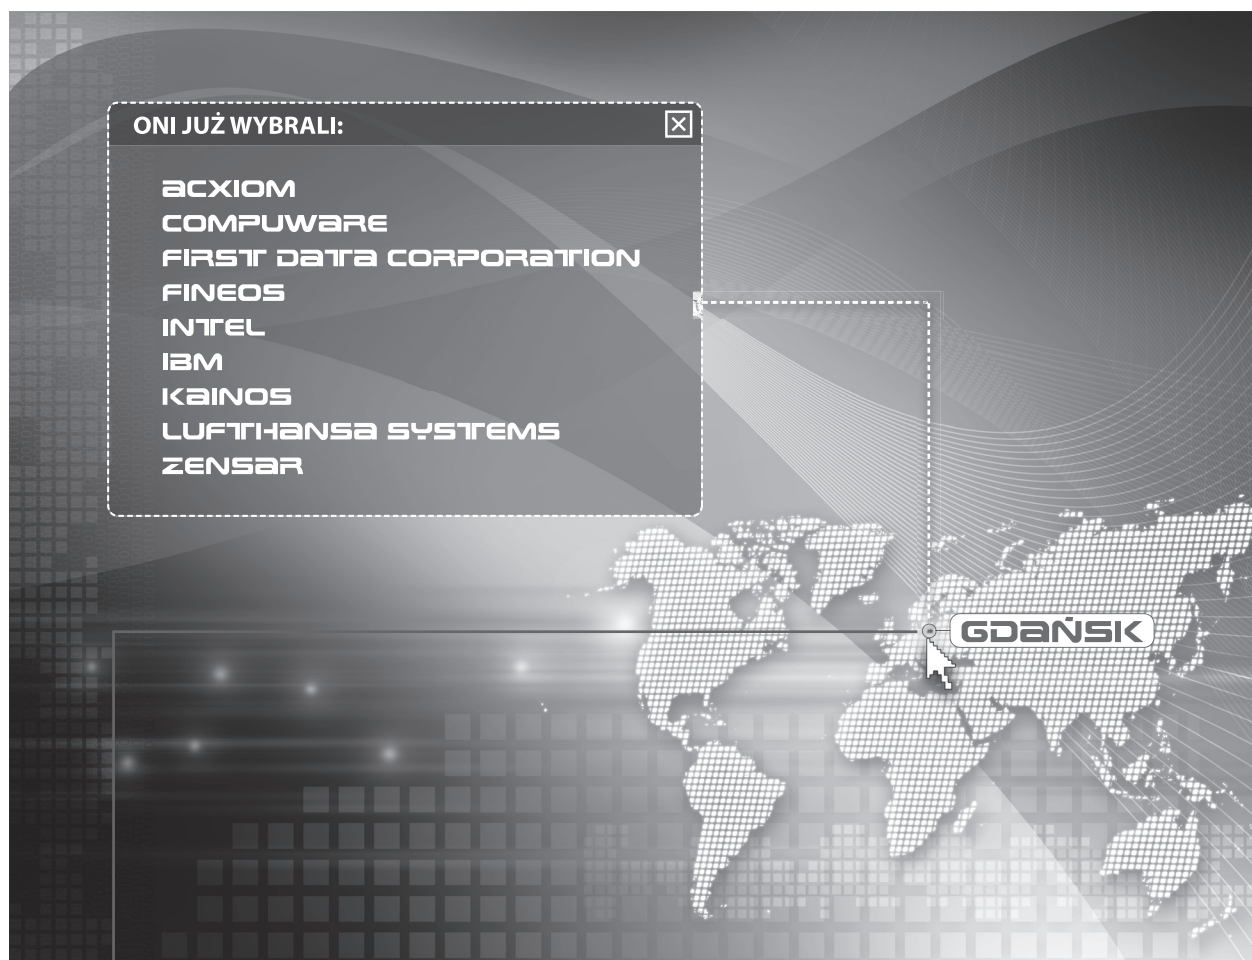 ONI JUŻ WYBRALI:
ACXIOM
COMPUWARE
FIRST DATA CORPORATION
FINEOS
INTEL
IBM
KAINOS
LUFTHANSA SYSTEMS
ZENSAR
GDAŃSK